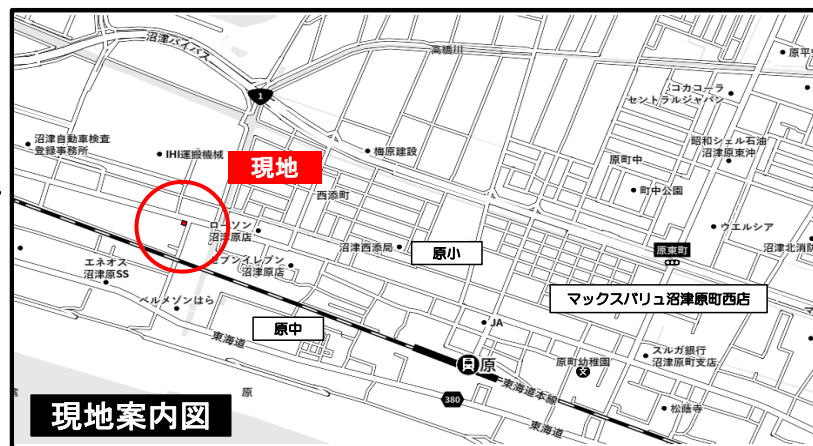 沼津バイパス
高橋川
原平
1
コカコーラ
セントラルジャパン
沼津自動車検査
登録事務所
IHI運搬機械
梅原建設
昭和シェル石油
沼津原東沖
原町中
現地
西添町
町中公園
ローソン
沼津原店
ウエルシア
沼津西添局
原小
原東町
沼津北消防
エネオス
沼津原SS
セブンイレブン
沼津原店
マックスバリュ沼津原町西店
ベルメゾンはら
原中
JA
東海道
スルガ銀行
沼津原町支店
原
原町幼稚園
文
東海道本線
原
380
松蔭寺
東海道
現地案内図